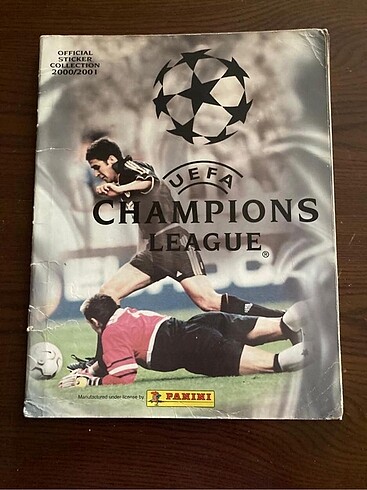 OFFICIAL
STICKER
COLLECTION
2000/2001
UEFA
CHAMPIONS
LEAGUE®
Manufactured under license by PANINI